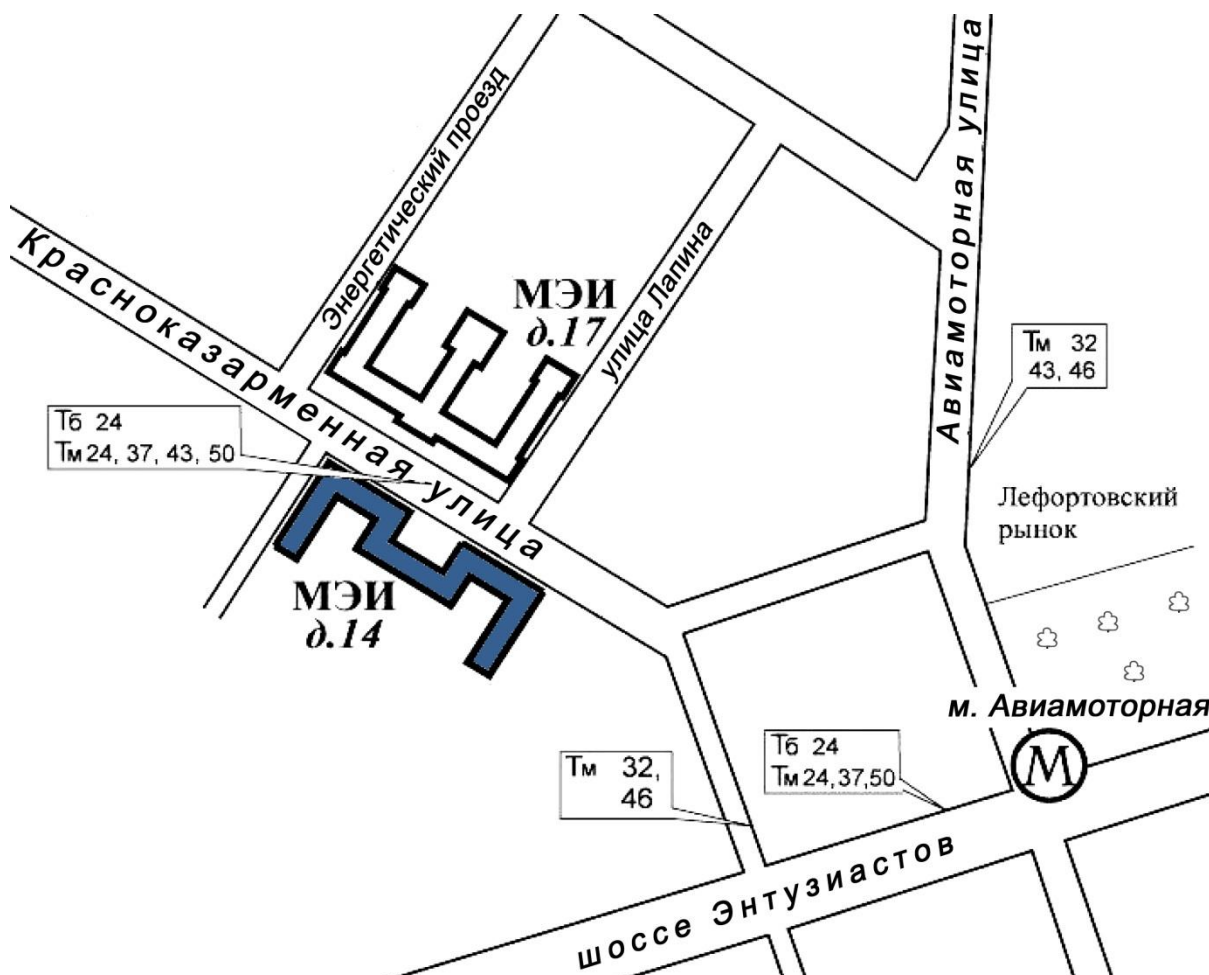 Авиамоторная улица
Энергетический проезд
Красноказарменная улица
МЭИ
д.17
улица Лапина
Тм 32
43, 46
Тб 24
Тм 24, 37, 43, 50
Лефортовский
рынок
МЭИ
д.14
м. Авиамоторная
М
Тб 24
Тм 24, 37, 50
Тм 32,
46
шоссе Энтузиастов